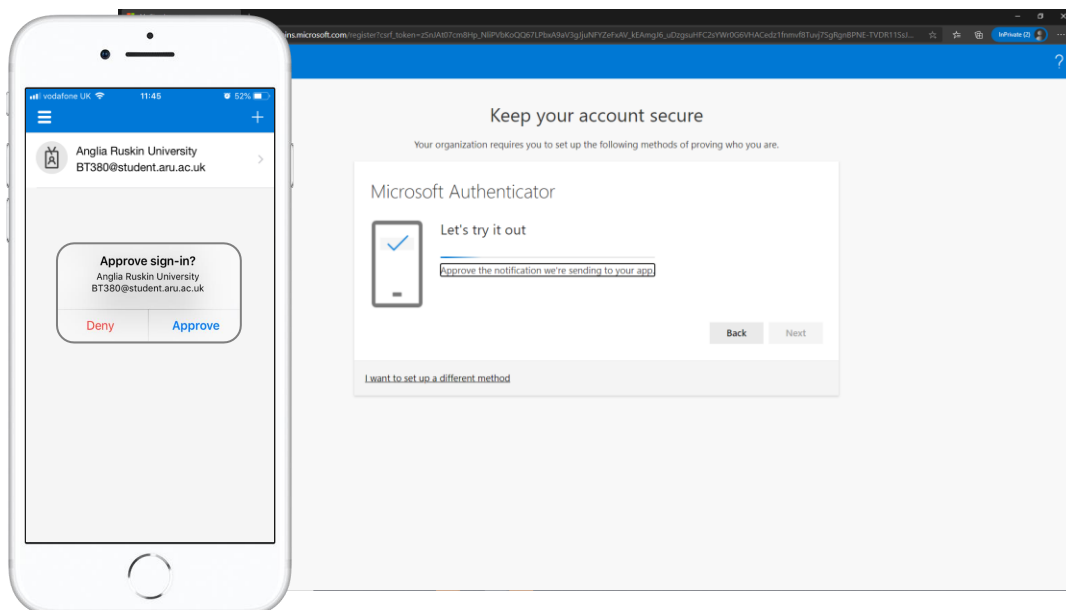 vodafone UK 11:45 52%
Anglia Ruskin University
BT380@student.aru.ac.uk
Approve sign-in?
Anglia Ruskin University
BT380@student.aru.ac.uk
Deny Approve
InPrivate (2)
?
Keep your account secure
Your organization requires you to set up the following methods of proving who you are.
Microsoft Authenticator
Let's try it out
Approve the notification we're sending to your app.
Back Next
I want to set up a different method